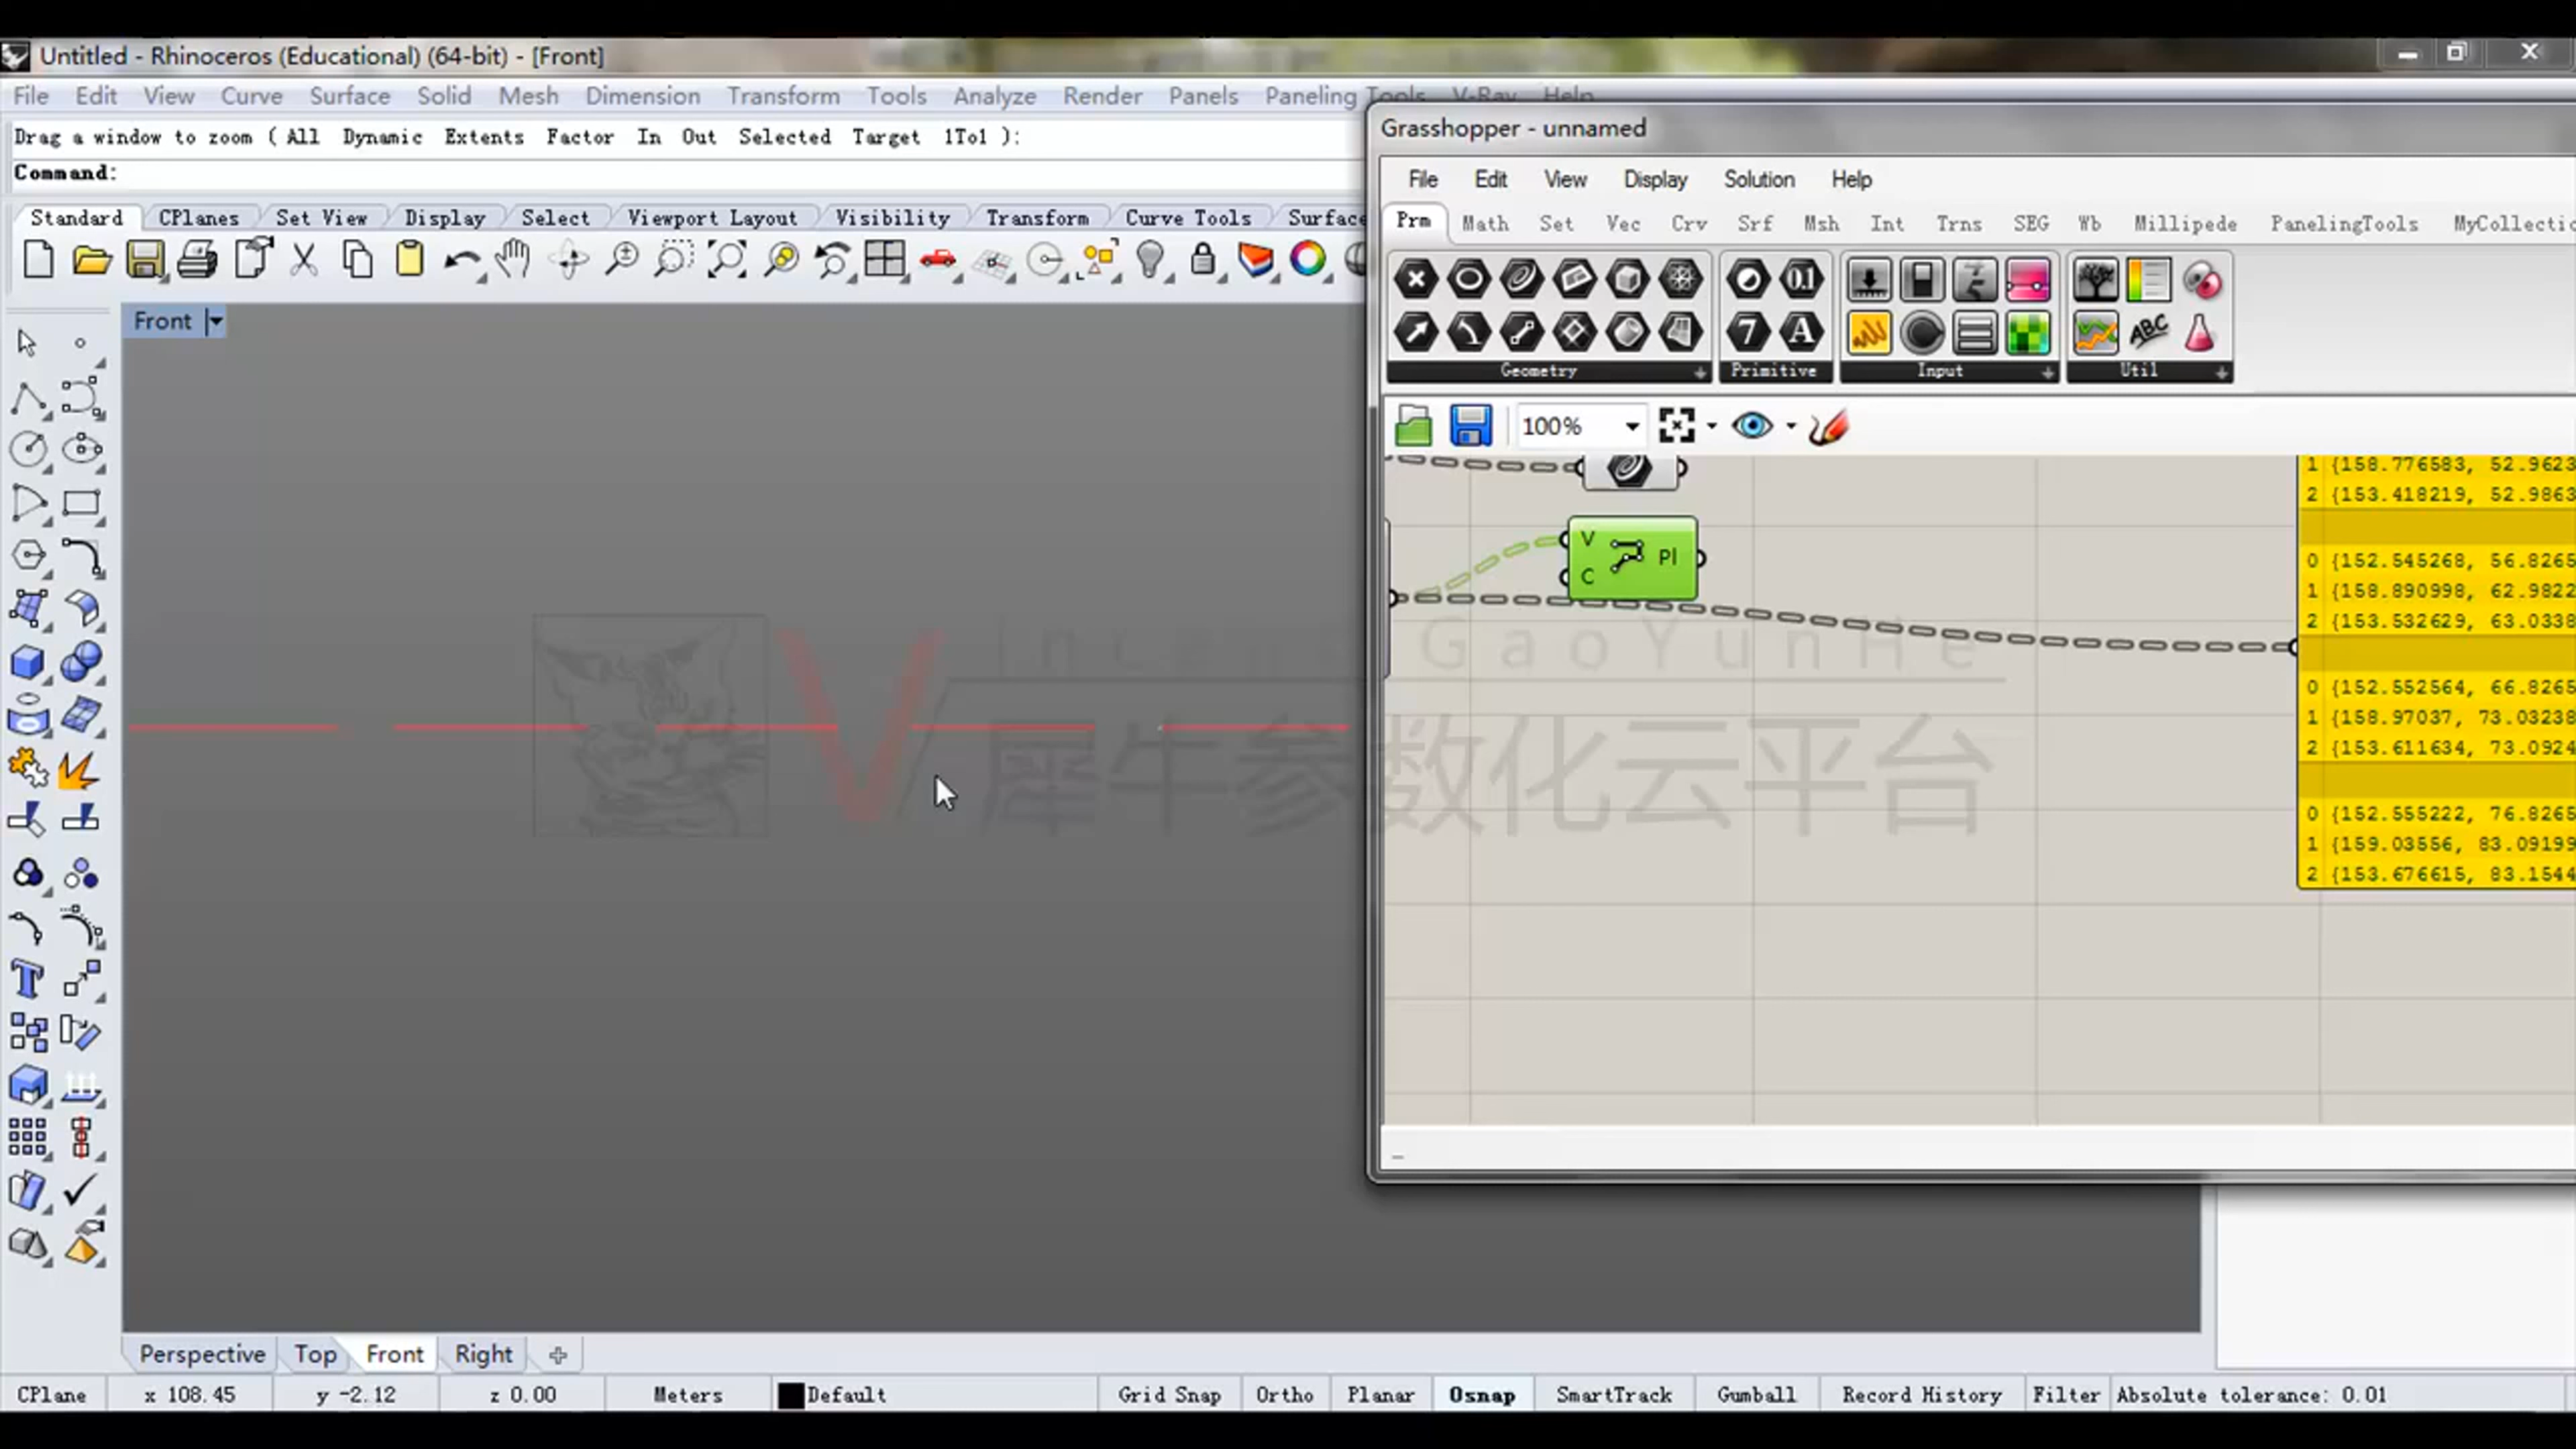 Untitled - Rhinoceros (Educational) (64-bit) - [Front]
File Edit View Curve Surface Solid Mesh Dimension Transform Tools Analyze Render Panels Paneling Tools V-Ray Help
Drag a window to zoom ( All Dynamic Extents Factor In Out Selected Target 1To1 ):
Command:
Standard CPlanes Set View Display Select Viewport Layout Visibility Transform Curve Tools Surface
Front
Grasshopper - unnamed
File Edit View Display Solution Help
Prm Math Set Vec Crv Srf Msh Int Trns SEG Wb Millipede PanelingTools MyCollectic
Geometry Primitive Input Util
100%
V C Pl
1 {158.776583, 52.9623
2 {153.418219, 52.9863
0 {152.545268, 56.8265
1 {158.890998, 62.9822
2 {153.532629, 63.0338
0 {152.552564, 66.8265
1 {158.97037, 73.03238
2 {153.611634, 73.0924
0 {152.555222, 76.8265
1 {159.03556, 83.09199
2 {153.676615, 83.1544
GaoYunHe
V 犀牛参数化云平台
Perspective Top Front Right
CPlane x 108.45 y -2.12 z 0.00 Meters Default Grid Snap Ortho Planar Osnap SmartTrack Gumball Record History Filter Absolute tolerance: 0.01